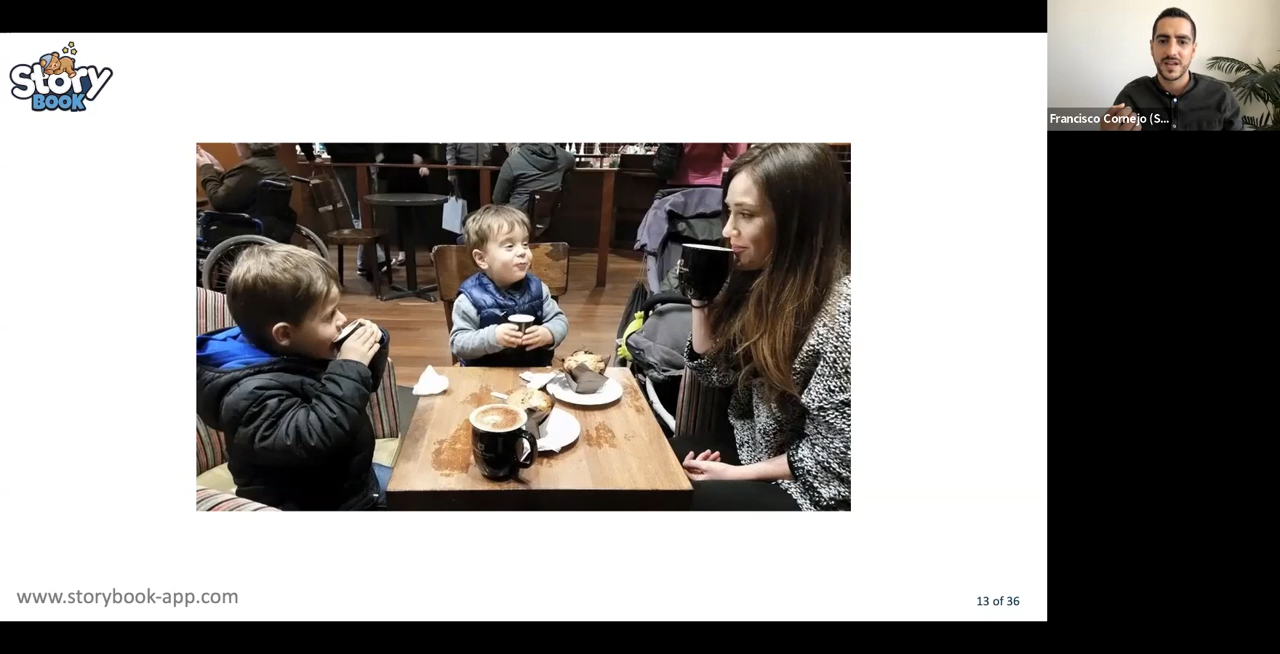 Story
BOOK
Francisco Cornejo (S...
www.storybook-app.com
13 of 36